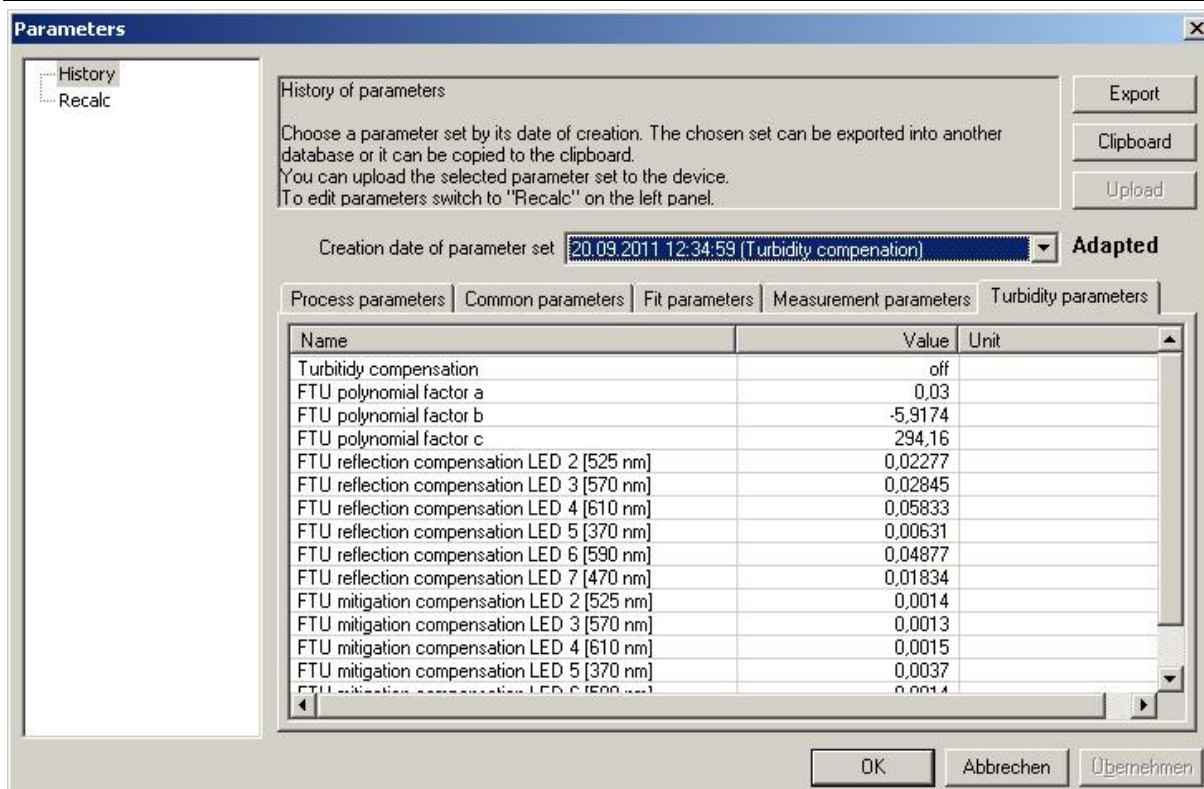 Parameters
History
Recalc
History of parameters
Choose a parameter set by its date of creation. The chosen set can be exported into another
database or it can be copied to the clipboard.
You can upload the selected parameter set to the device.
To edit parameters switch to "Recalc" on the left panel.
Export
Clipboard
Upload
Creation date of parameter set 20.09.2011 12:34:59 (Turbidity compenation) Adapted
Process parameters Common parameters Fit parameters Measurement parameters Turbidity parameters
Name Value Unit
Turbitidy compensation off
FTU polynomial factor a 0,03
FTU polynomial factor b -5,9174
FTU polynomial factor c 294,16
FTU reflection compensation LED 2 [525 nm] 0,02277
FTU reflection compensation LED 3 [570 nm] 0,02845
FTU reflection compensation LED 4 [610 nm] 0,05833
FTU reflection compensation LED 5 [370 nm] 0,00631
FTU reflection compensation LED 6 [590 nm] 0,04877
FTU reflection compensation LED 7 [470 nm] 0,01834
FTU mitigation compensation LED 2 [525 nm] 0,0014
FTU mitigation compensation LED 3 [570 nm] 0,0013
FTU mitigation compensation LED 4 [610 nm] 0,0015
FTU mitigation compensation LED 5 [370 nm] 0,0037
FTU mitigation compensation LED 6 [590 nm] 0,0014
OK Abbrechen Übernehmen